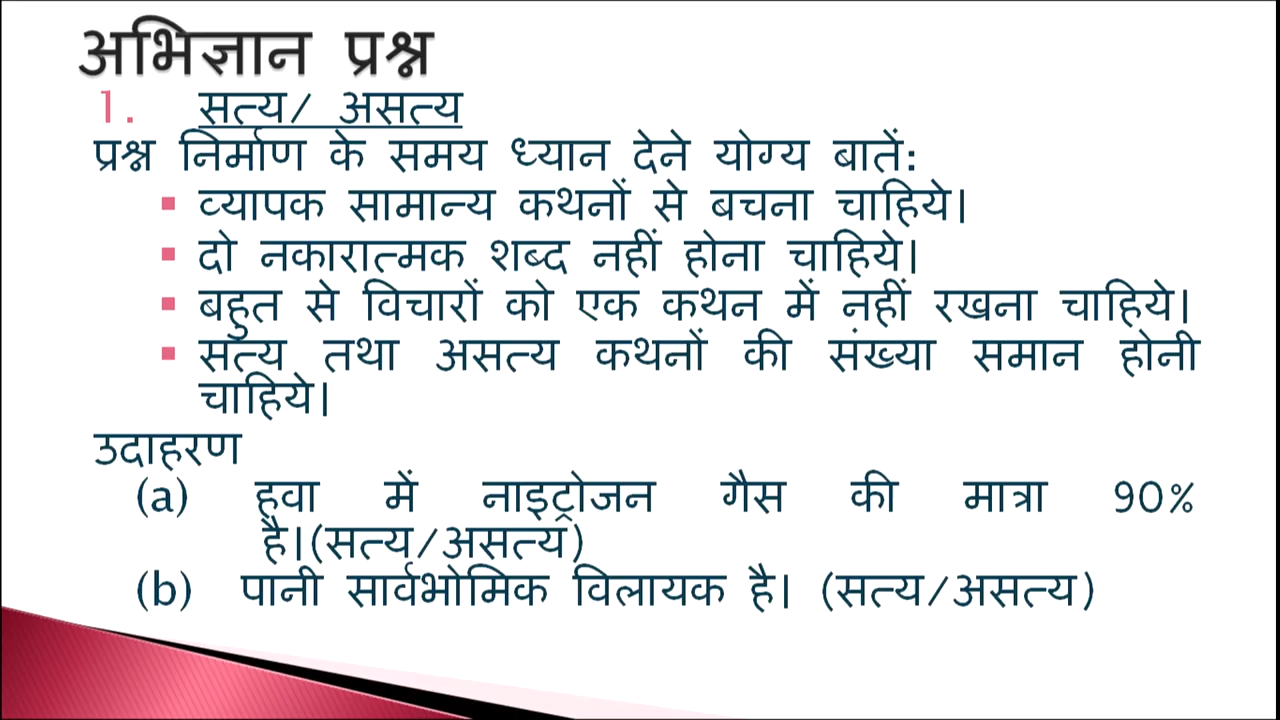 अभिज्ञान प्रश्न
1. सत्य/ असत्य
प्रश्न निर्माण के समय ध्यान देने योग्य बातें:
▪ व्यापक सामान्य कथनों से बचना चाहिये।
▪ दो नकारात्मक शब्द नहीं होना चाहिये।
▪ बहुत से विचारों को एक कथन में नहीं रखना चाहिये।
▪ सत्य तथा असत्य कथनों की संख्या समान होनी
चाहिये।
उदाहरण
(a) हवा में नाइट्रोजन गैस की मात्रा 90%
है।(सत्य/असत्य)
(b) पानी सार्वभोमिक विलायक है। (सत्य/असत्य)